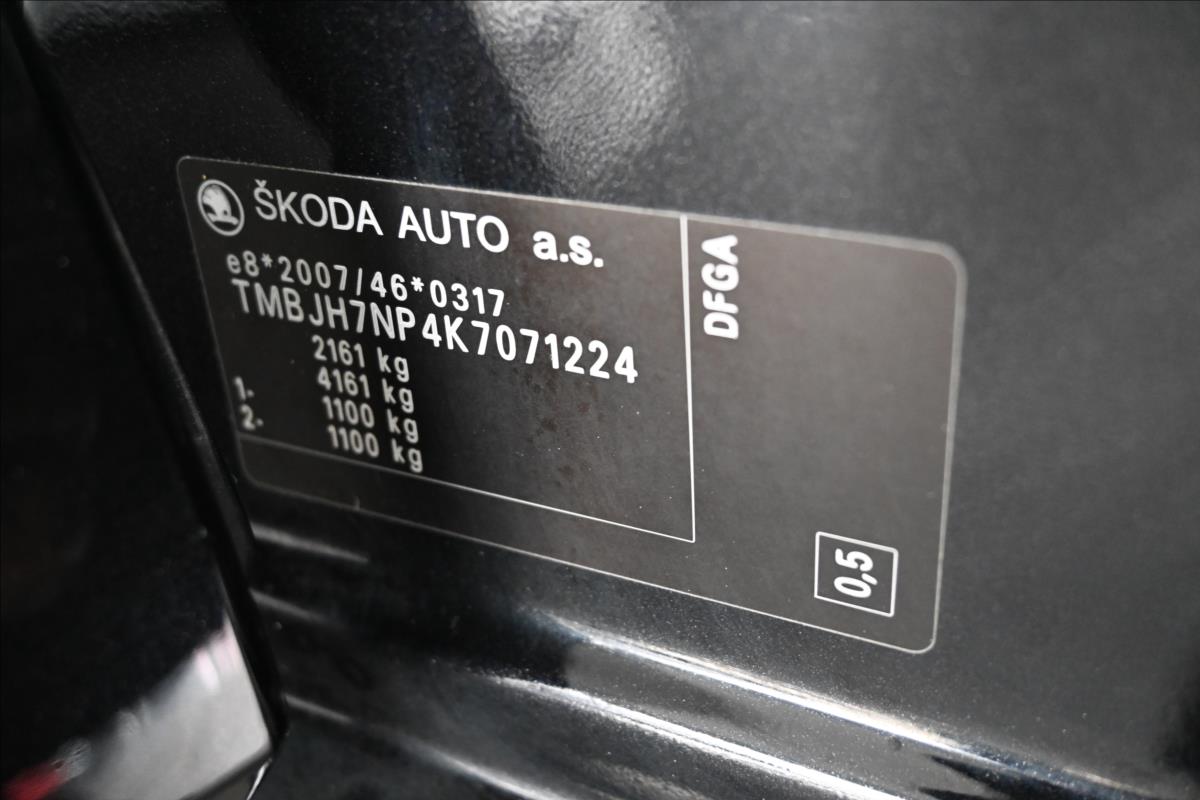 ŠKODA AUTO a.s.
e8*2007/46*0317
TMBJH7NP4K7071224
2161 kg
4161 kg
1. 1100 kg
2. 1100 kg
DFGA
0,5